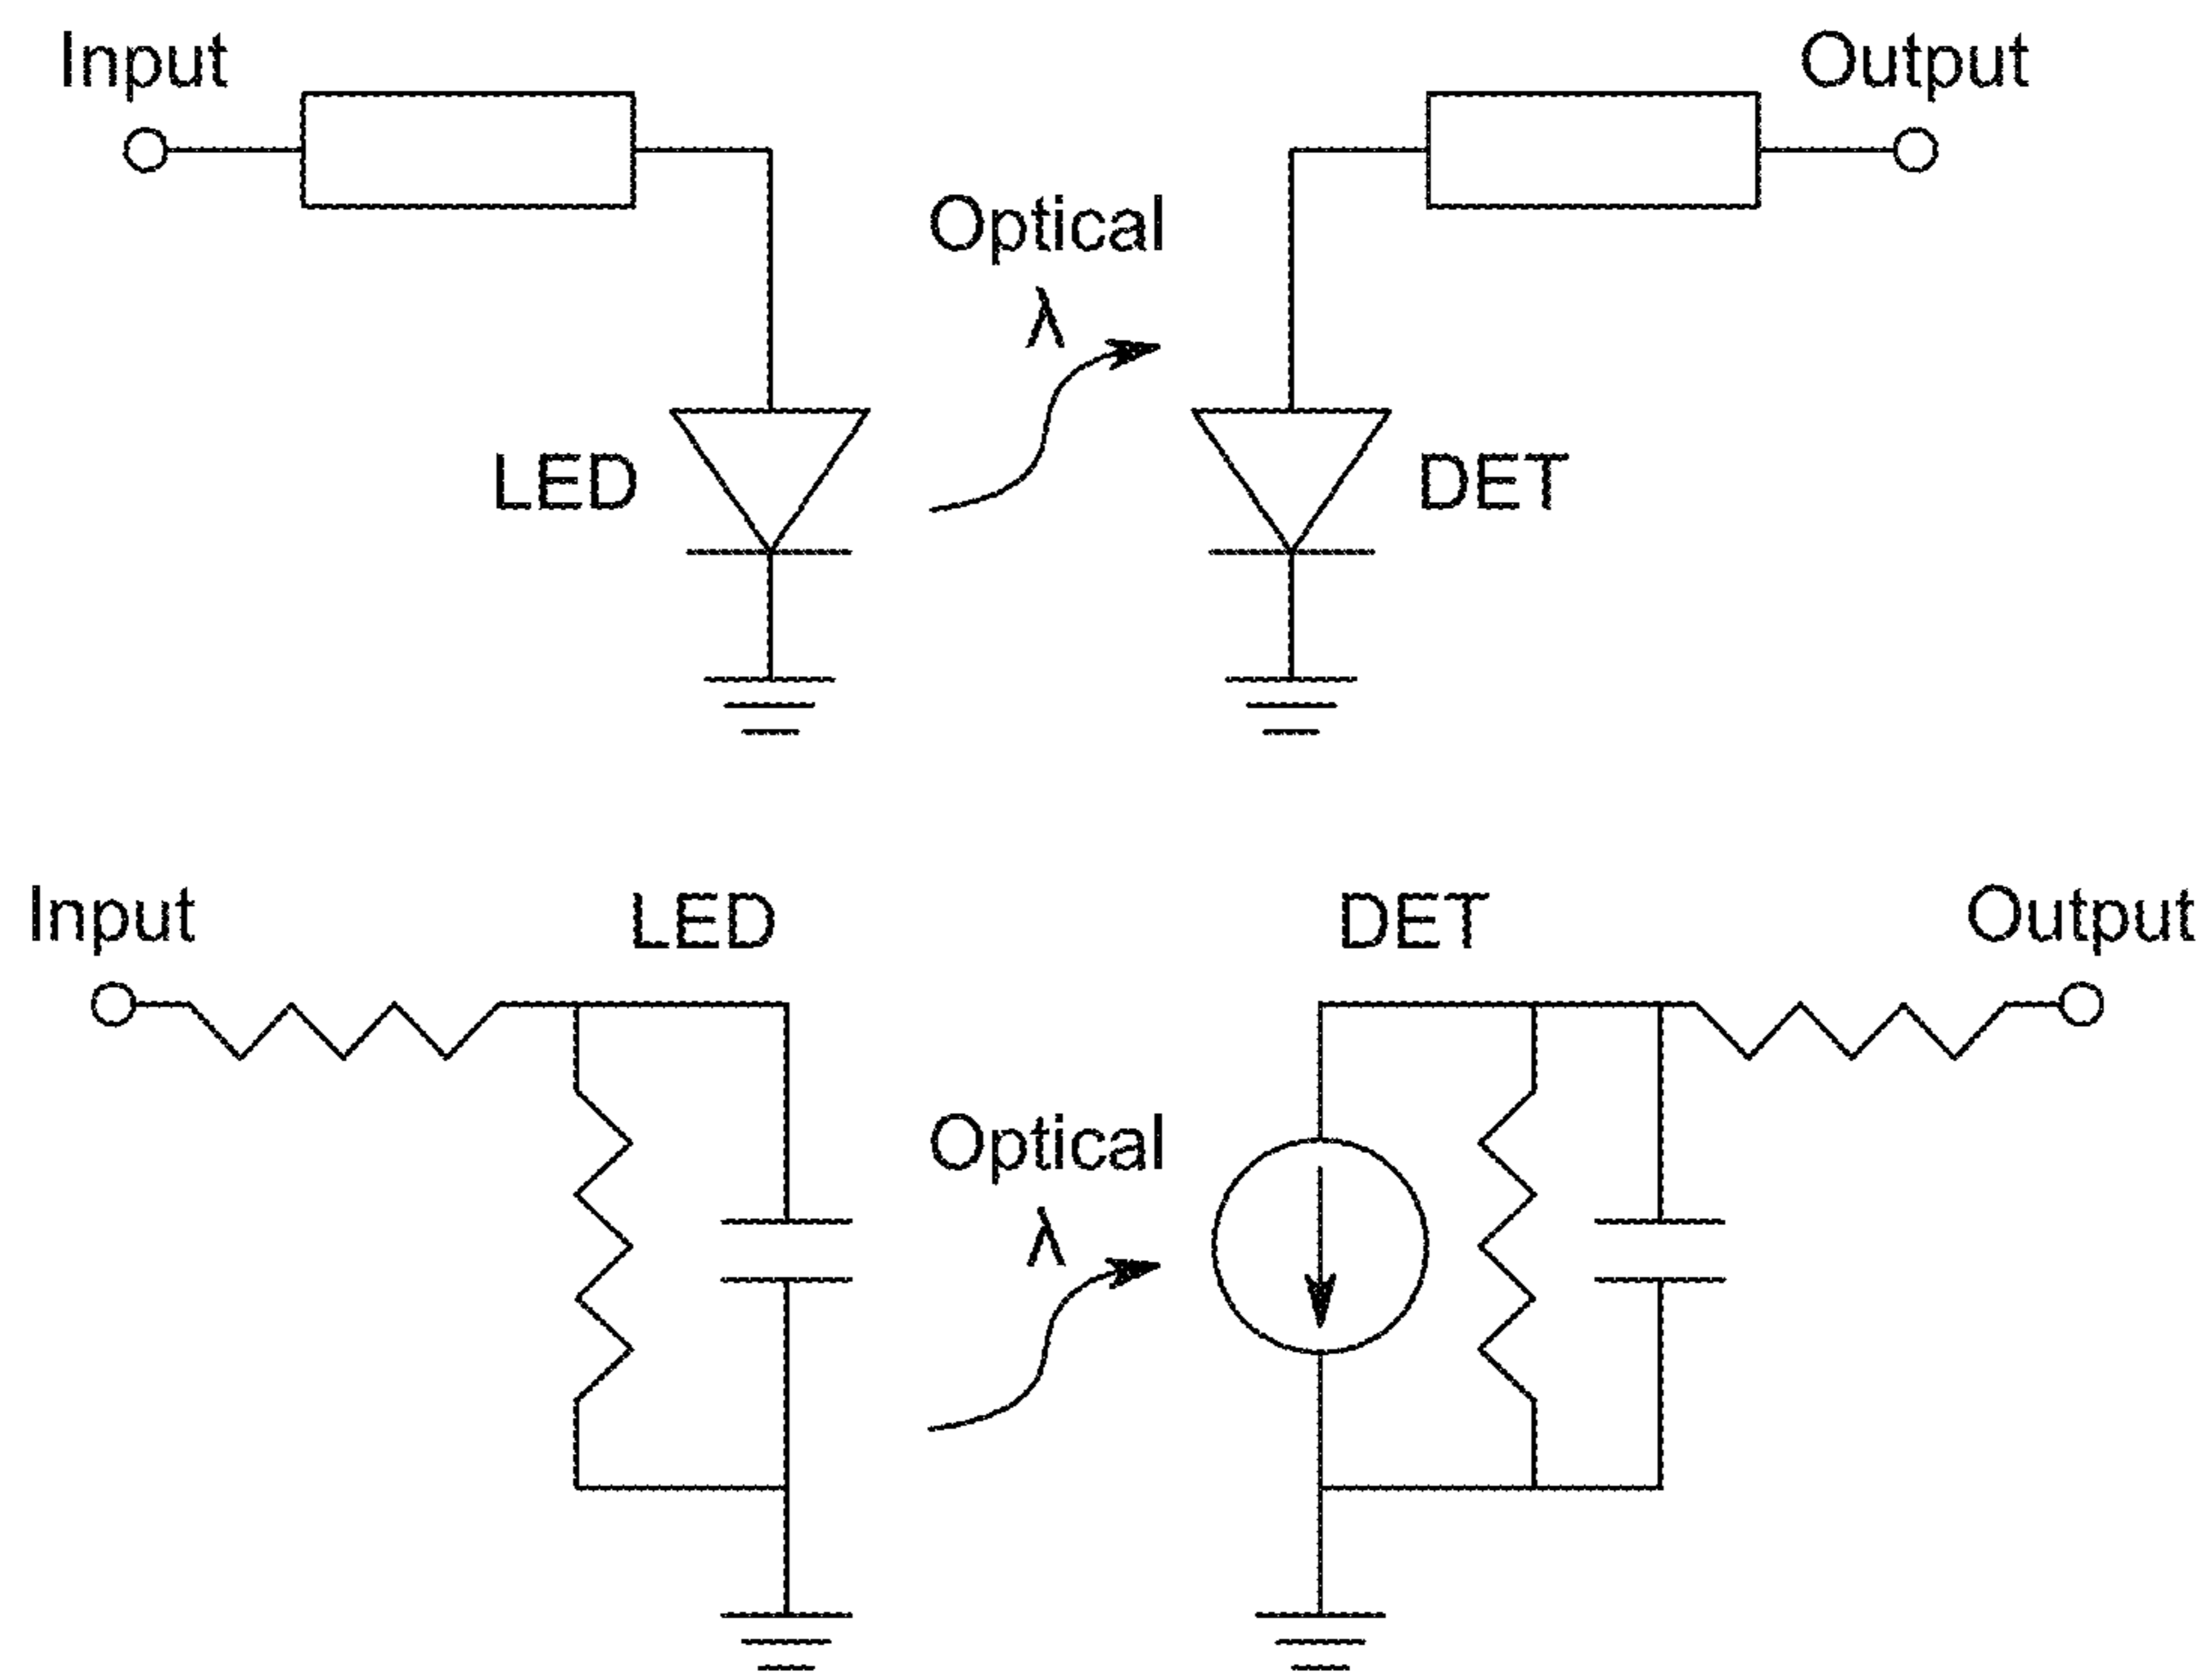 Input
Output
Optical
λ
LED
DET
Input
LED
DET
Output
Optical
λ